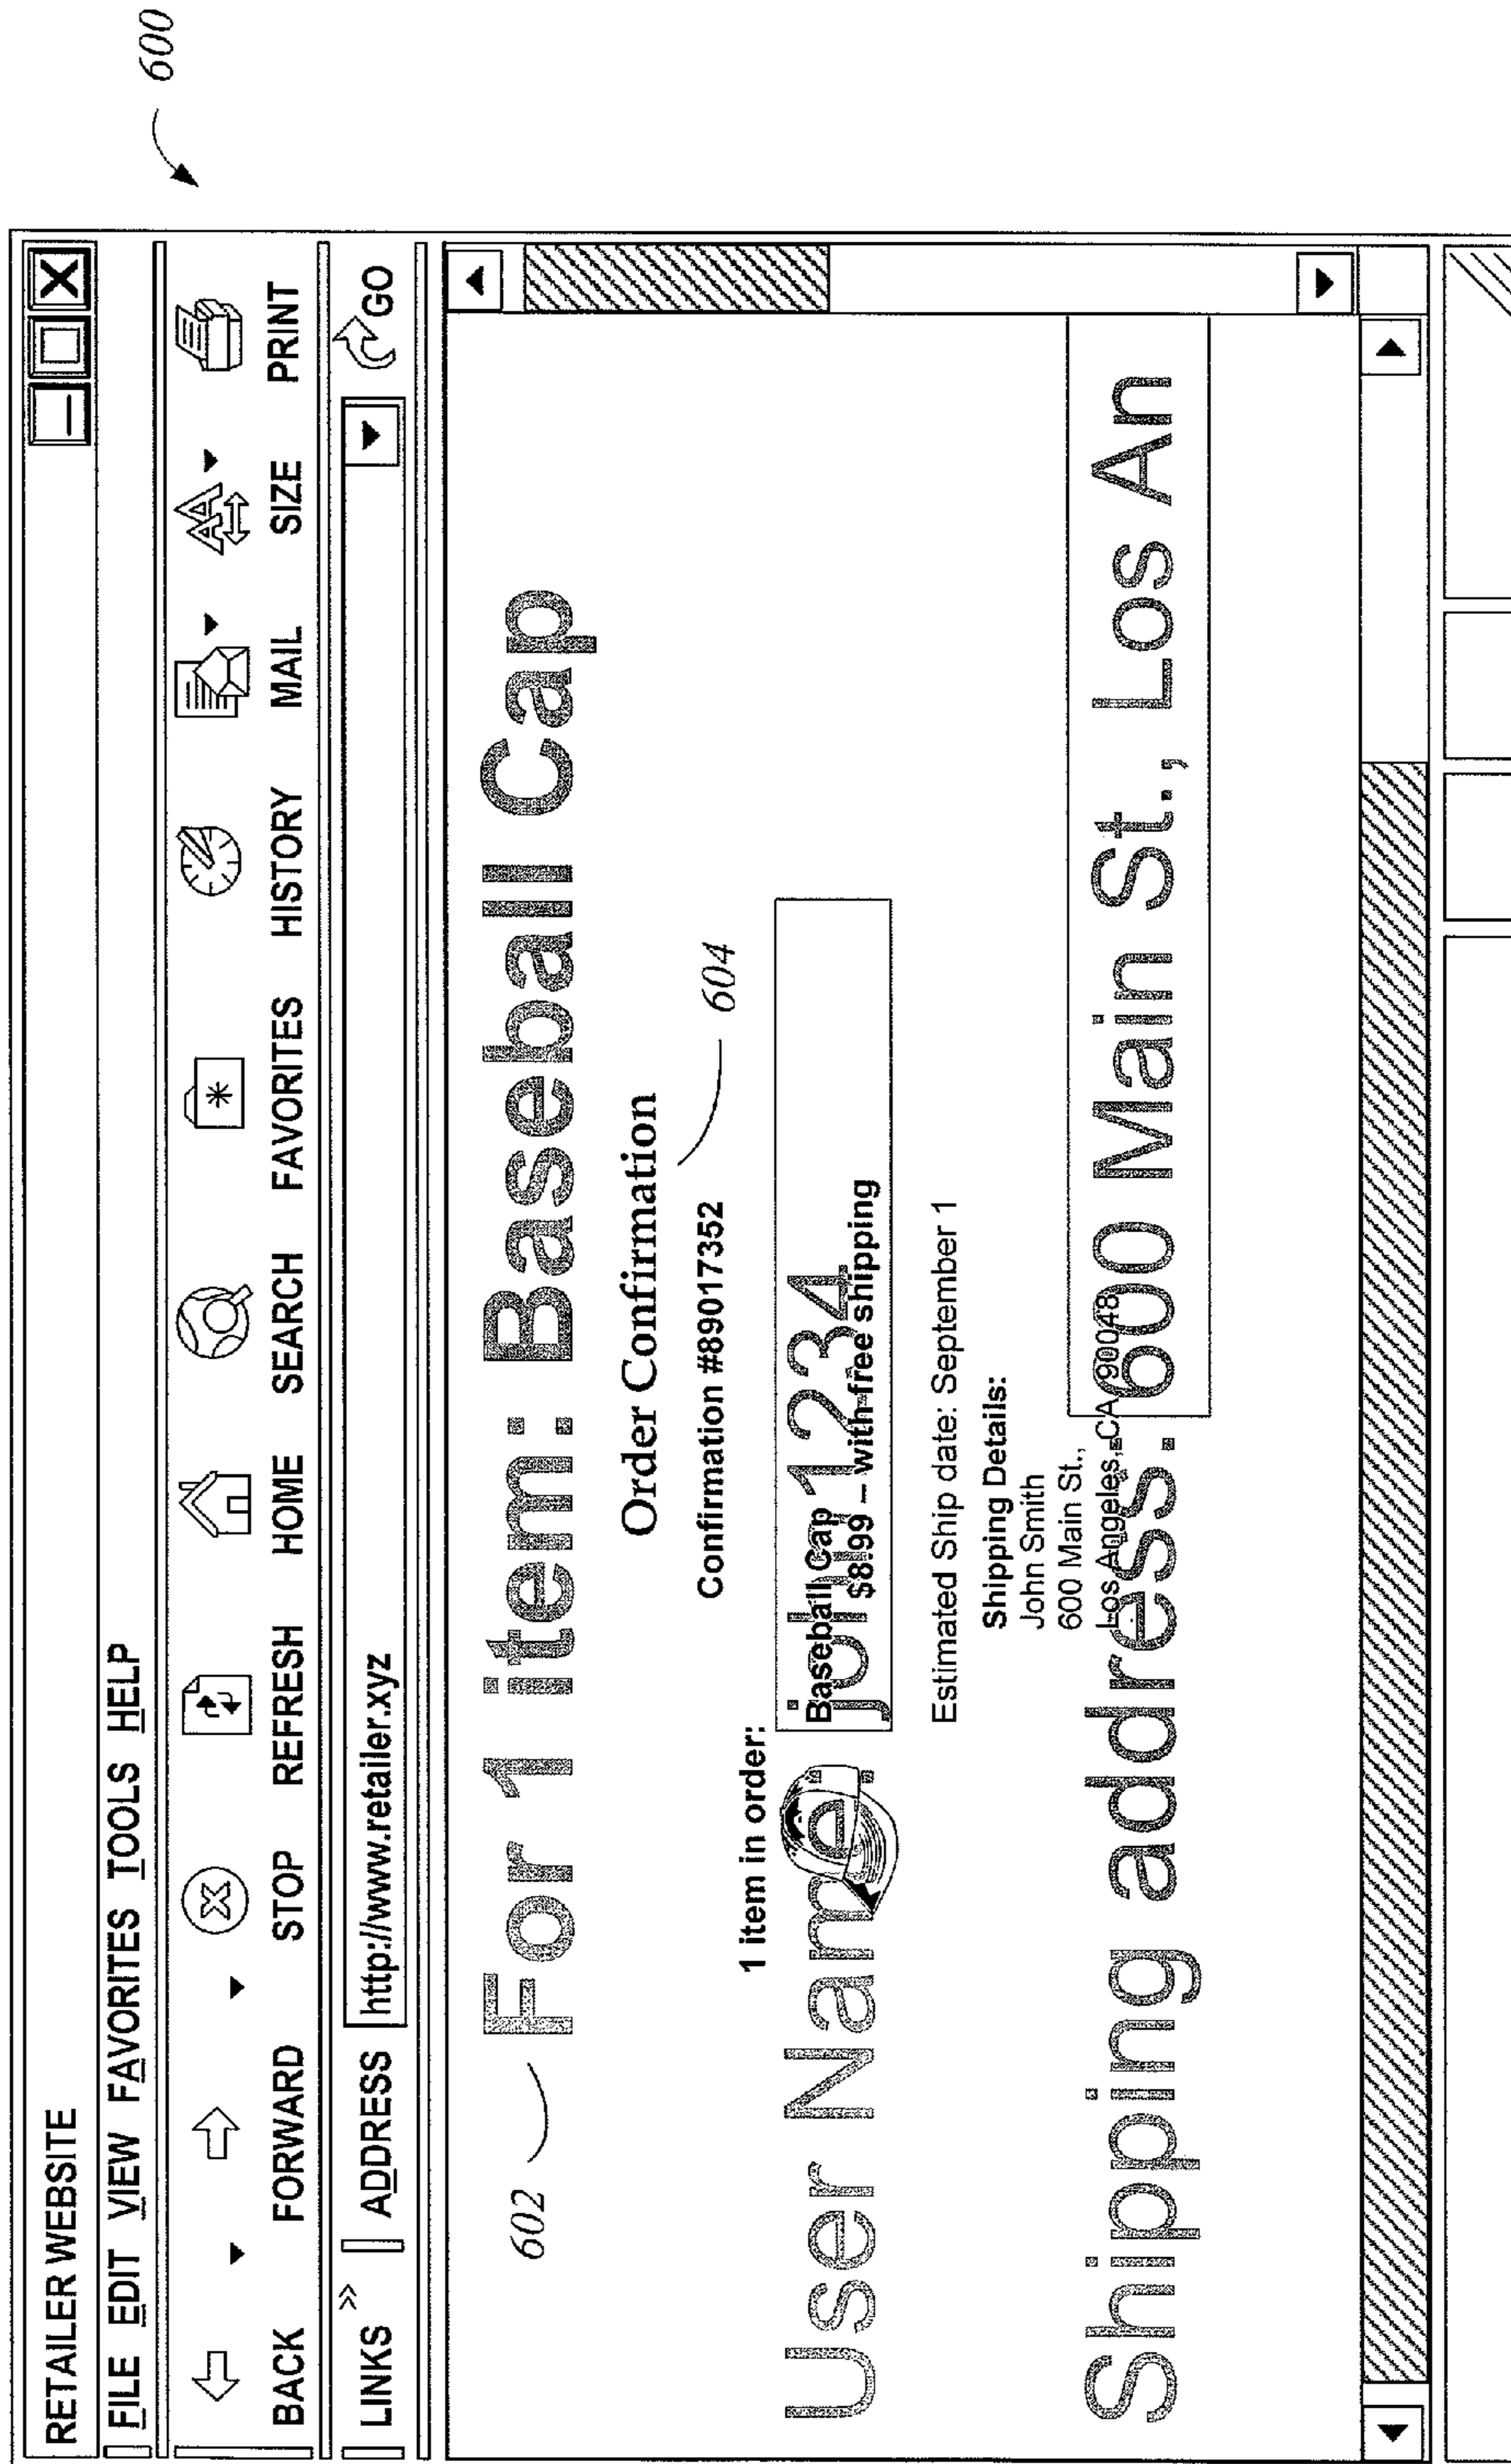 600
RETAILER WEBSITE
FILE EDIT VIEW FAVORITES TOOLS HELP
BACK FORWARD STOP REFRESH HOME SEARCH FAVORITES HISTORY MAIL SIZE PRINT
LINKS >> ADDRESS http://www.retailer.xyz GO
602
For 1 item: Baseball Cap
Order Confirmation
Confirmation #89017352
604
1 item in order:
User Name: john1234
Baseball Cap
$8.99 – with free shipping
Estimated Ship date: September 1
Shipping Details:
John Smith
600 Main St.,
Los Angeles, CA 90048
Shipping address: 600 Main St., Los An